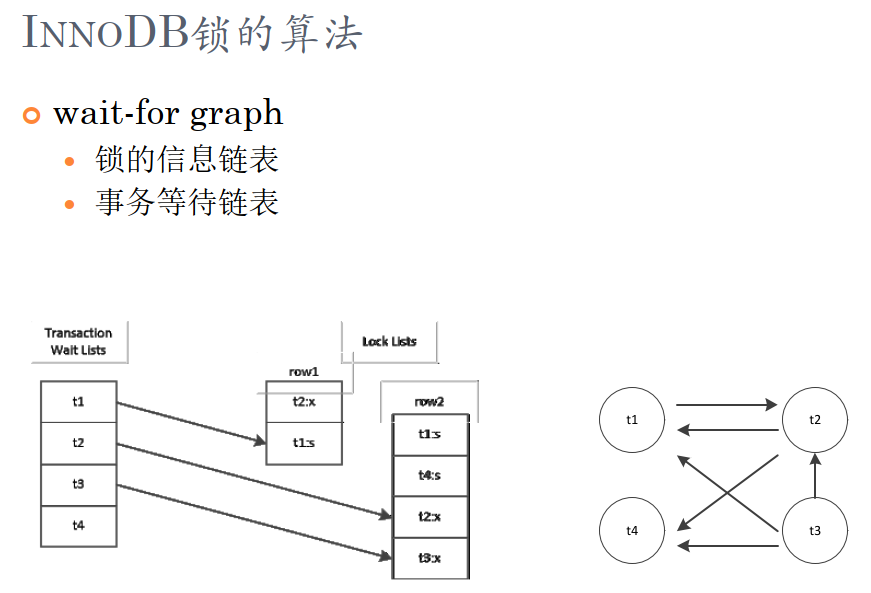 INNODB锁的算法
wait-for graph
锁的信息链表
事务等待链表
Transaction
Wait Lists
Lock Lists
row1
row2
t1
t2
t3
t4
t2:x
t1:s
t1:s
t4:s
t2:x
t3:x
t1
t2
t4
t3